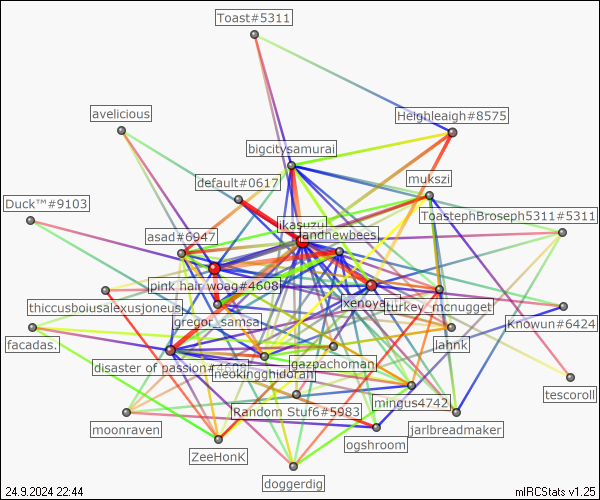 Toast#5311
avelicious
Heighleaigh#8575
bigcitysamurai
mukszi
default#0617
Duck™#9103
ToastephBroseph5311#5311
ikasuzu
asad#6947
landnewbees
pink hair woag#4608
thiccusboiusalexusjoneus
xenoya
turkey_mcnugget
gregor_samsa
Knowun#6424
facadas.
lahnk
gazpachoman
disaster of passion#4608
neokingghidorah
tescoroll
Random Stuf6#5983
mingus4742
moonraven
jarlbreadmaker
ogshroom
ZeeHonK
doggerdig
24.9.2024 22:44
mIRCStats v1.25